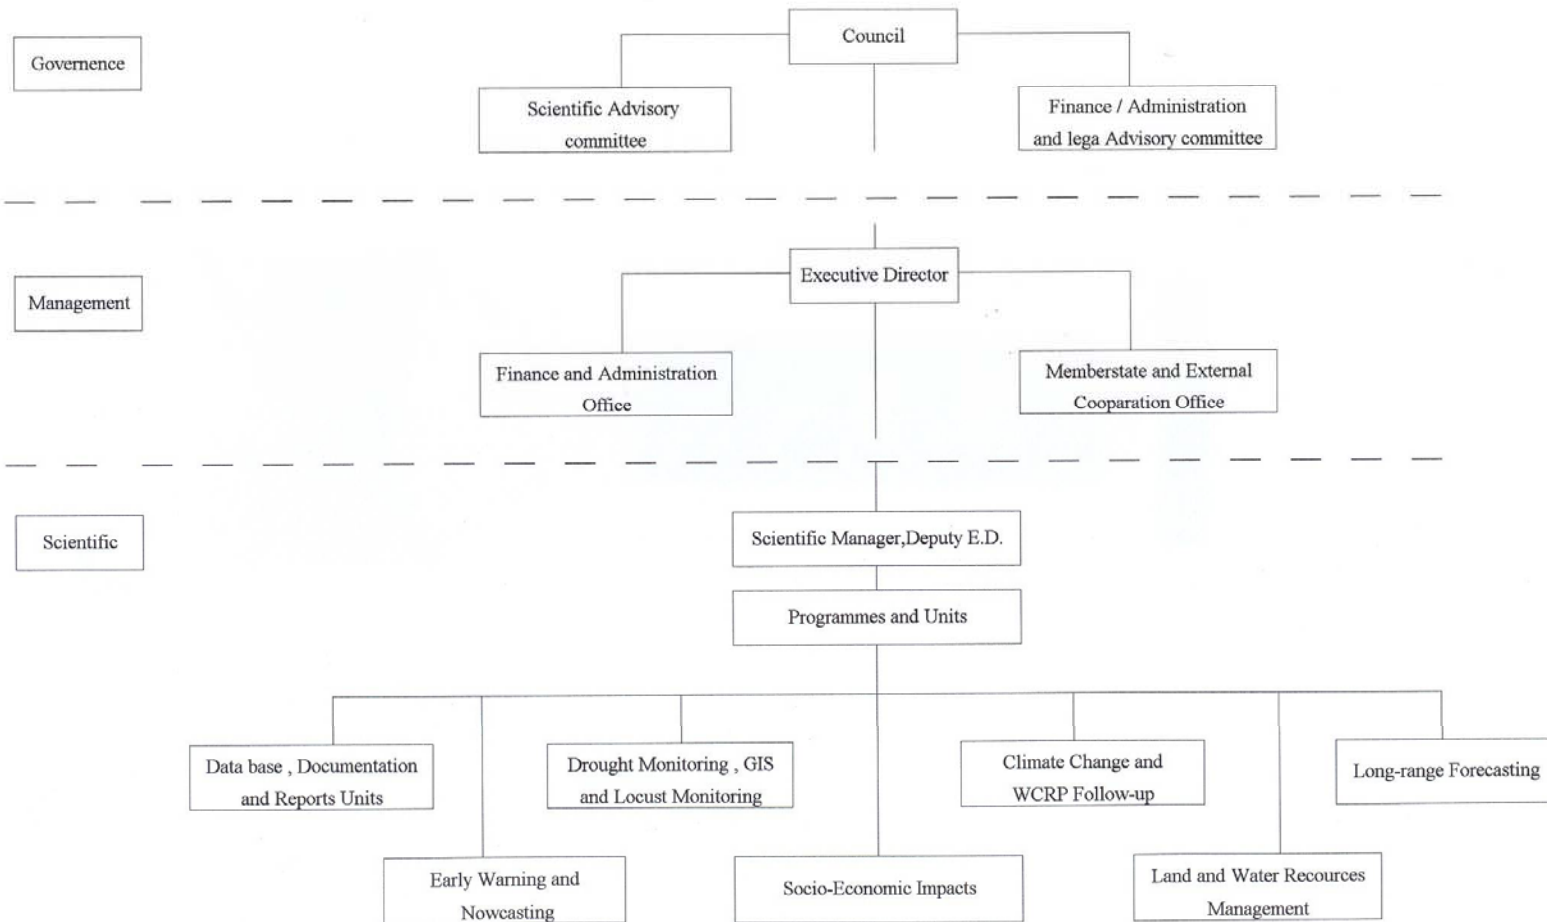 Council
Governence
Scientific Advisory
committee
Finance / Administration
and lega Advisory committee
Executive Director
Management
Finance and Administration
Office
Memberstate and External
Cooparation Office
Scientific
Scientific Manager,Deputy E.D.
Programmes and Units
Data base , Documentation
and Reports Units
Drought Monitoring , GIS
and Locust Monitoring
Climate Change and
WCRP Follow-up
Long-range Forecasting
Early Warning and
Nowcasting
Socio-Economic Impacts
Land and Water Recources
Management